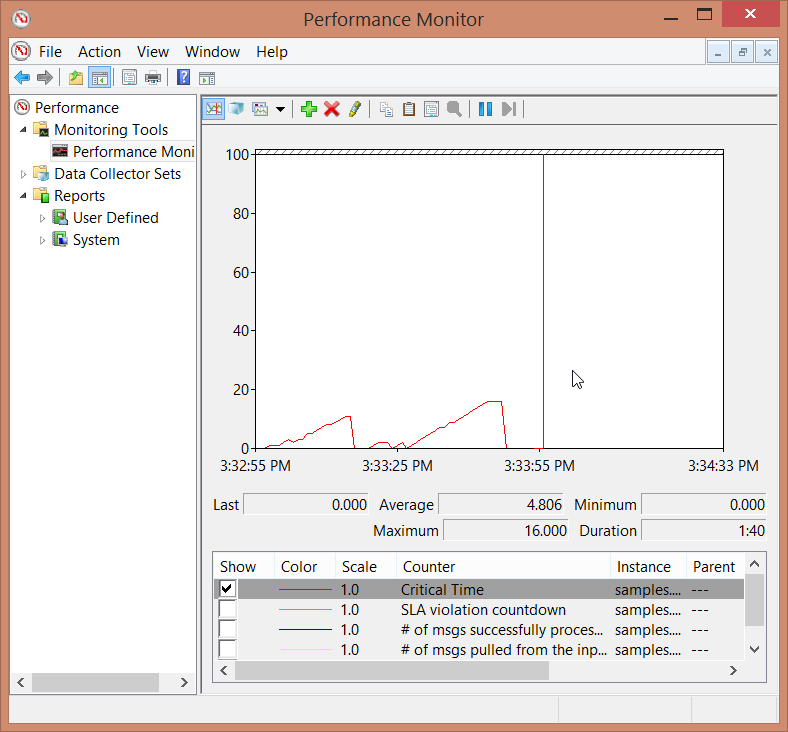 Performance Monitor
File Action View Window Help
Performance
Monitoring Tools
Performance Moni
Data Collector Sets
Reports
User Defined
System
100
80
60
40
20
0
3:32:55 PM 3:33:25 PM 3:33:55 PM 3:34:33 PM
Last 0.000 Average 4.806 Minimum 0.000
Maximum 16.000 Duration 1:40
Show Color Scale Counter Instance Parent
1.0 Critical Time samples.... ---
1.0 SLA violation countdown samples.... ---
1.0 # of msgs successfully proces... samples.... ---
1.0 # of msgs pulled from the inp... samples.... ---